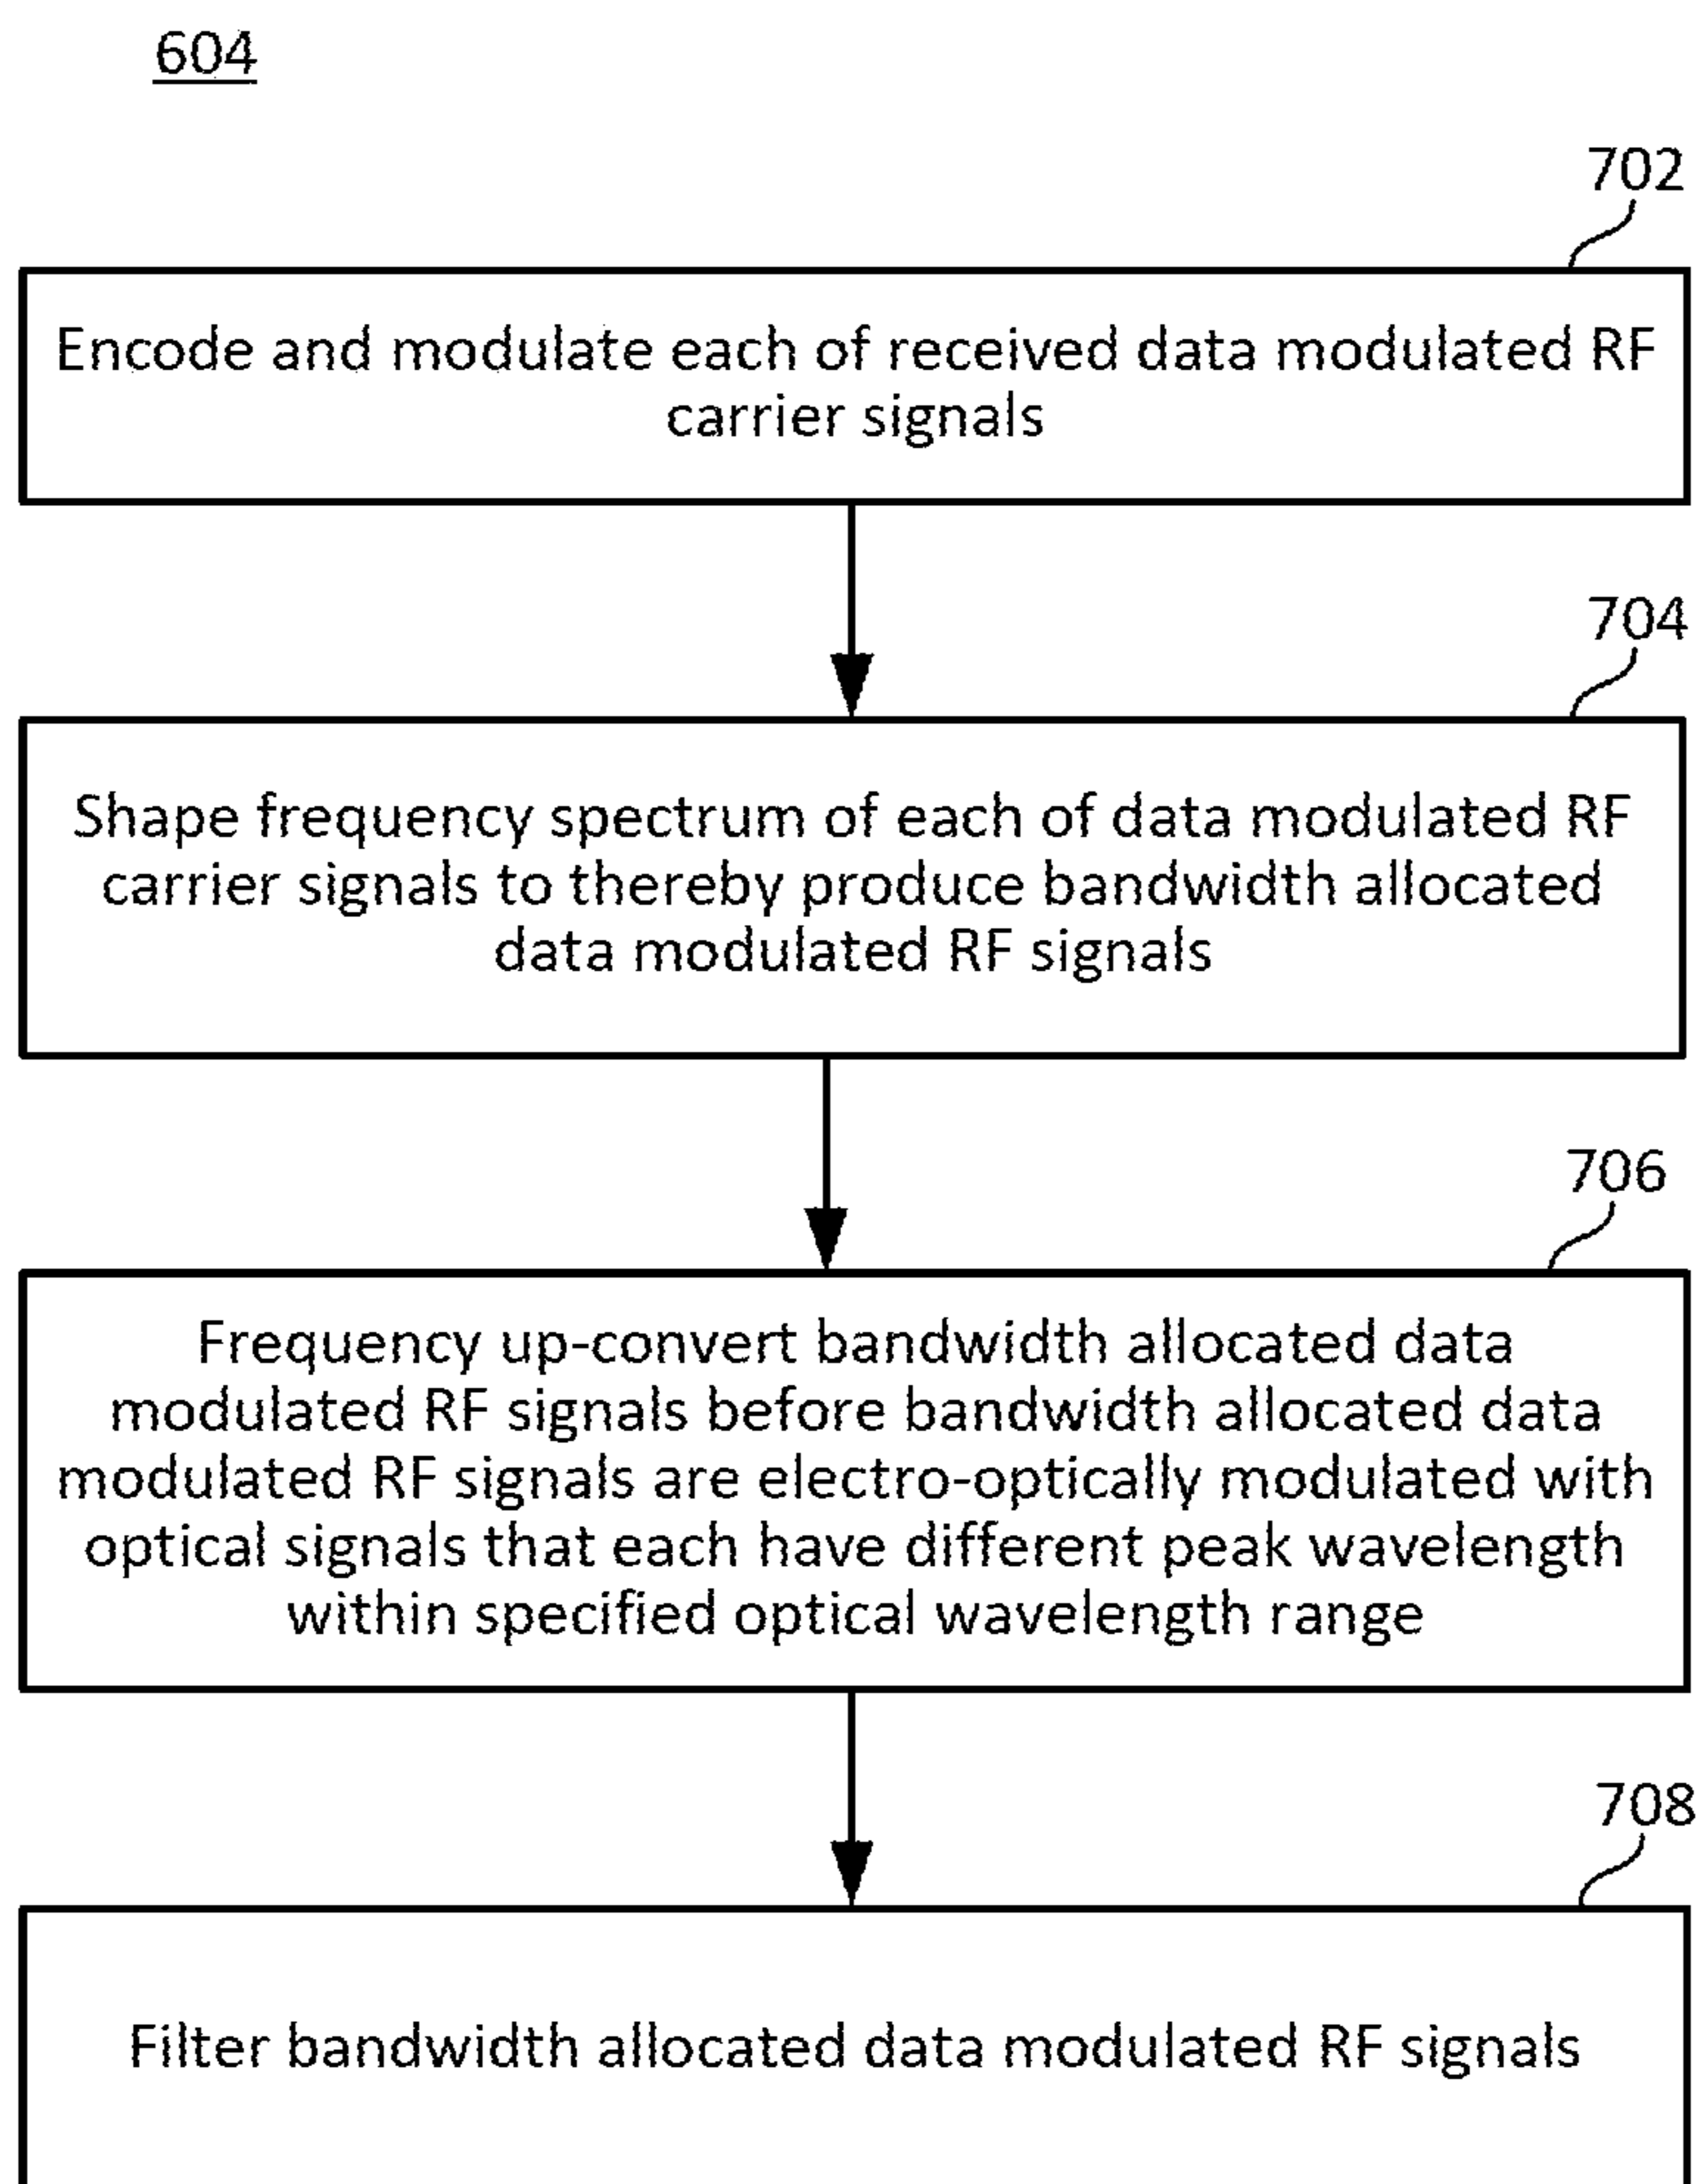 604
702
Encode and modulate each of received data modulated RF
carrier signals
704
Shape frequency spectrum of each of data modulated RF
carrier signals to thereby produce bandwidth allocated
data modulated RF signals
706
Frequency up-convert bandwidth allocated data
modulated RF signals before bandwidth allocated data
modulated RF signals are electro-optically modulated with
optical signals that each have different peak wavelength
within specified optical wavelength range
708
Filter bandwidth allocated data modulated RF signals